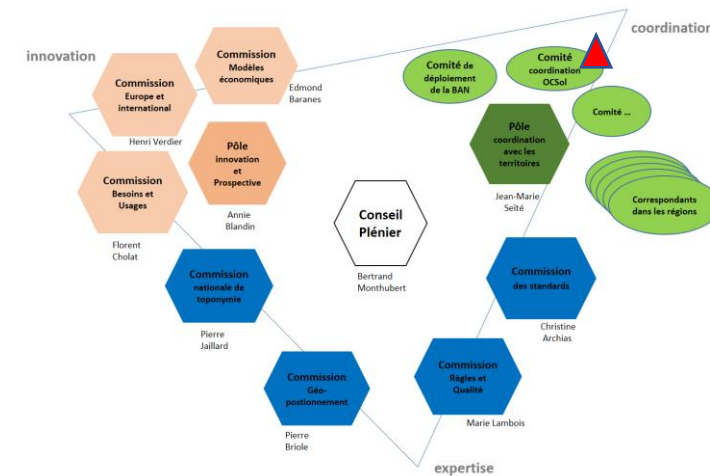 innovation
coordination
Commission
Modèles
économiques
Edmond
Baranes
Commission
Europe et
international
Henri Verdier
Comité de
déploiement
de la BAN
Comité
coordination
OCSol
Comité ...
Pôle
innovation
et
Prospective
Annie
Blandin
Pôle
coordination
avec les
territoires
Jean-Marie
Seïté
Commission
Besoins et
Usages
Florent
Cholat
Correspondants
dans les régions
Conseil
Plénier
Bertrand
Monthubert
Commission
nationale de
toponymie
Pierre
Jaillard
Commission
des standards
Christine
Archias
Commission
Géo-
postionnement
Pierre
Briole
Commission
Règles et
Qualité
Marie Lambois
expertise